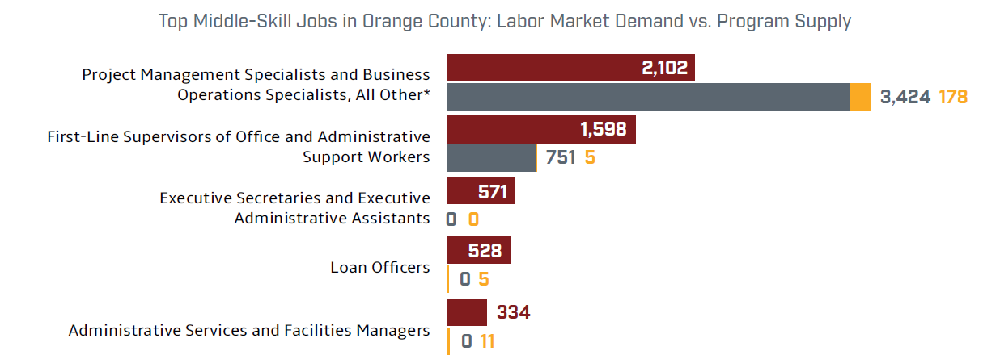 Top Middle-Skill Jobs in Orange County: Labor Market Demand vs. Program Supply
Project Management Specialists and Business
Operations Specialists, All Other*
2,102
3,424 178
First-Line Supervisors of Office and Administrative
Support Workers
1,598
751 5
Executive Secretaries and Executive
Administrative Assistants
571
0 0
Loan Officers
528
0 5
Administrative Services and Facilities Managers
334
0 11